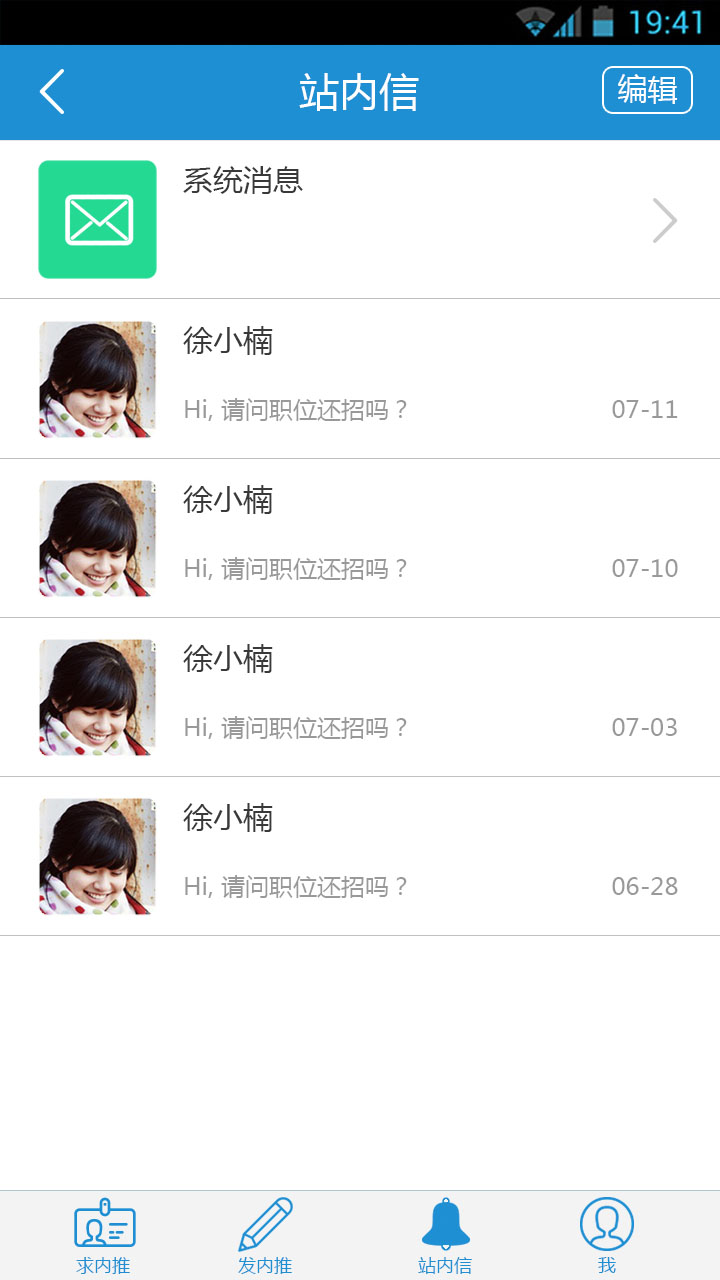 19:41
站内信
编辑
系统消息
徐小楠
Hi, 请问职位还招吗？
07-11
徐小楠
Hi, 请问职位还招吗？
07-10
徐小楠
Hi, 请问职位还招吗？
07-03
徐小楠
Hi, 请问职位还招吗？
06-28
求内推
发内推
站内信
我